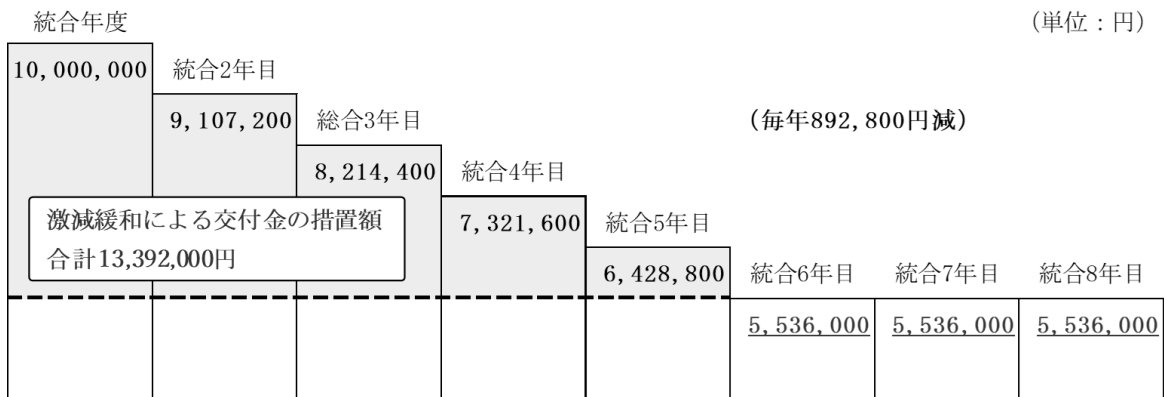 統合年度
(単位:円)
10,000,000
統合2年目
9,107,200
総合3年目
(毎年892,800円減)
8,214,400
統合4年目
激減緩和による交付金の措置額
合計13,392,000円
7,321,600
統合5年目
6,428,800
統合6年目
統合7年目
統合8年目
5,536,000
5,536,000
5,536,000